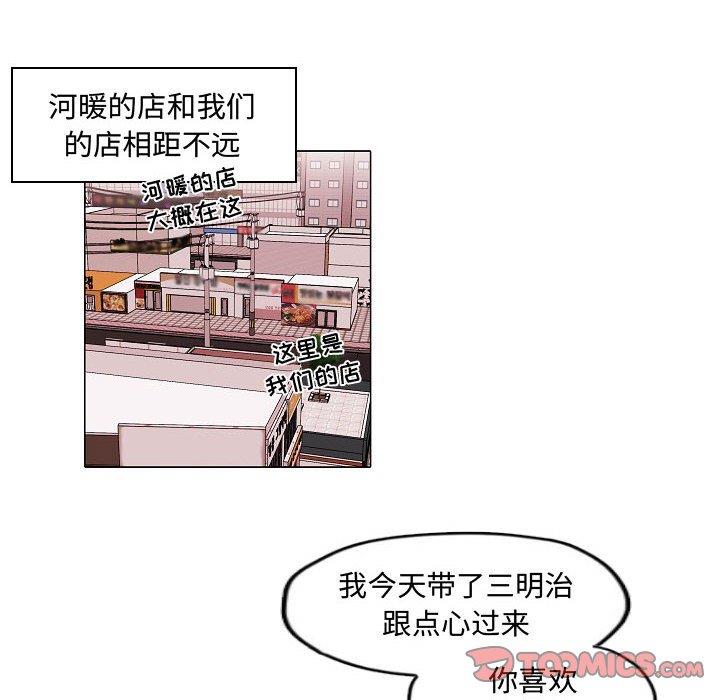 河暖的店和我们
的店相距不远
河暖的店
大概在这
这里是
我们的店
我今天带了三明治
跟点心过来
你喜欢
TOOMICS.COM